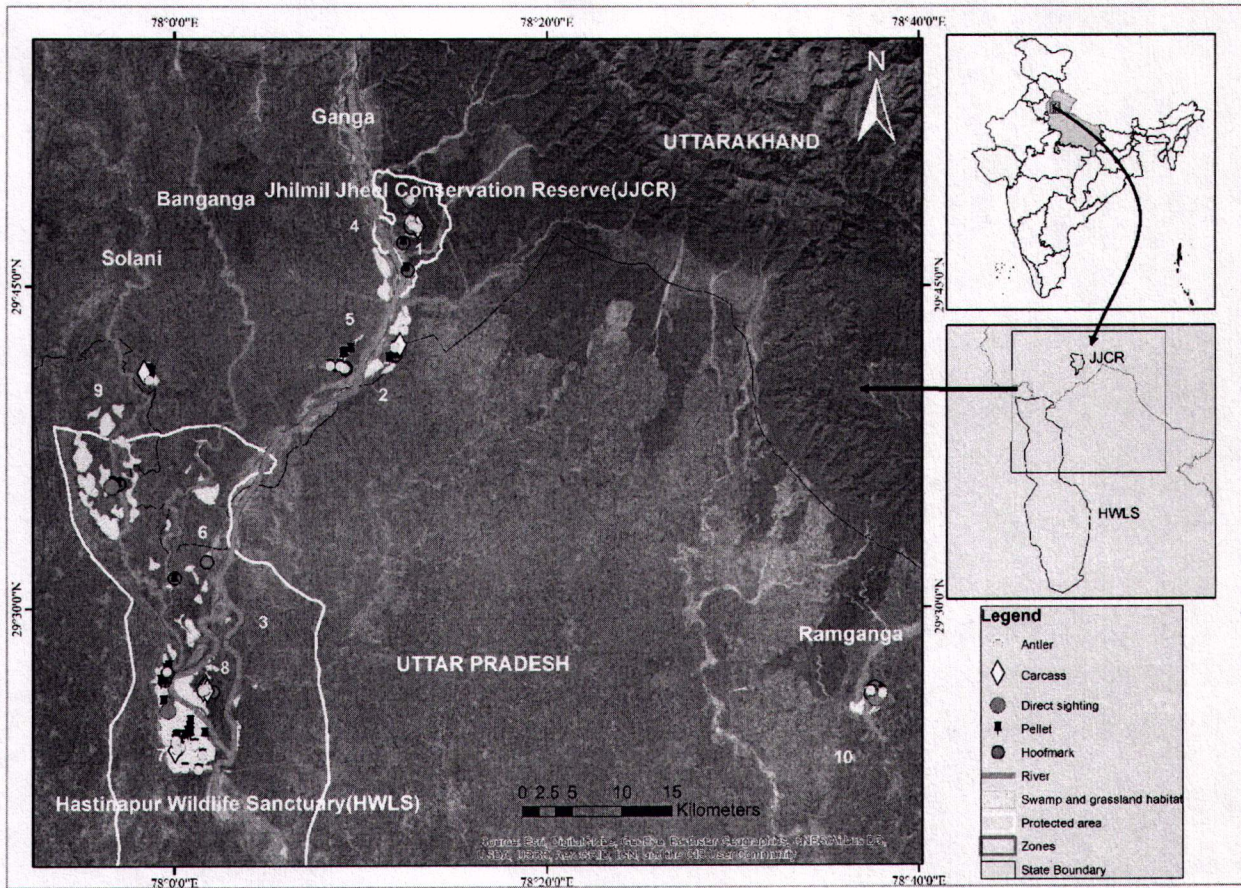 78°0'0"E
78°20'0"E
78°40'0"E
N
Ganga
UTTARAKHAND
Jhilmil Jheel Conservation Reserve(JJCR)
Banganga
4
1
Solani
29°45'0"N
29°45'0"N
5
2
9
6
29°30'0"N
29°30'0"N
3
Ramganga
UTTAR PRADESH
8
7
10
Hastinapur Wildlife Sanctuary(HWLS)
0 2.5 5 10 15
Kilometers
78°0'0"E
78°20'0"E
78°40'0"E
JJCR
HWLS
Legend
Antler
Carcass
Direct sighting
Pellet
Hoofmark
River
Swamp and grassland habitat
Protected area
Zones
State Boundary